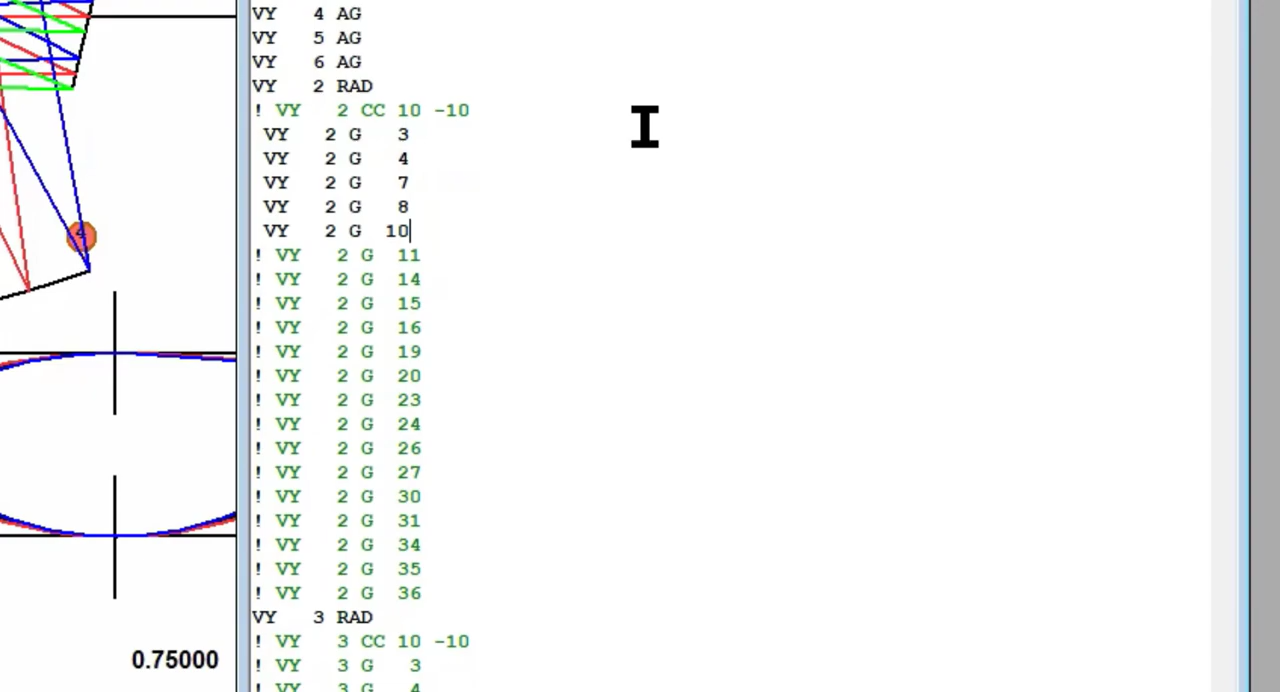 VY 4 AG
VY 5 AG
VY 6 AG
VY 2 RAD
! VY 2 CC 10 -10
VY 2 G 3
VY 2 G 4
VY 2 G 7
VY 2 G 8
VY 2 G 10
! VY 2 G 11
! VY 2 G 14
! VY 2 G 15
! VY 2 G 16
! VY 2 G 19
! VY 2 G 20
! VY 2 G 23
! VY 2 G 24
! VY 2 G 26
! VY 2 G 27
! VY 2 G 30
! VY 2 G 31
! VY 2 G 34
! VY 2 G 35
! VY 2 G 36
VY 3 RAD
! VY 3 CC 10 -10
! VY 3 G 3
! VY 3 G 4
4
0.75000